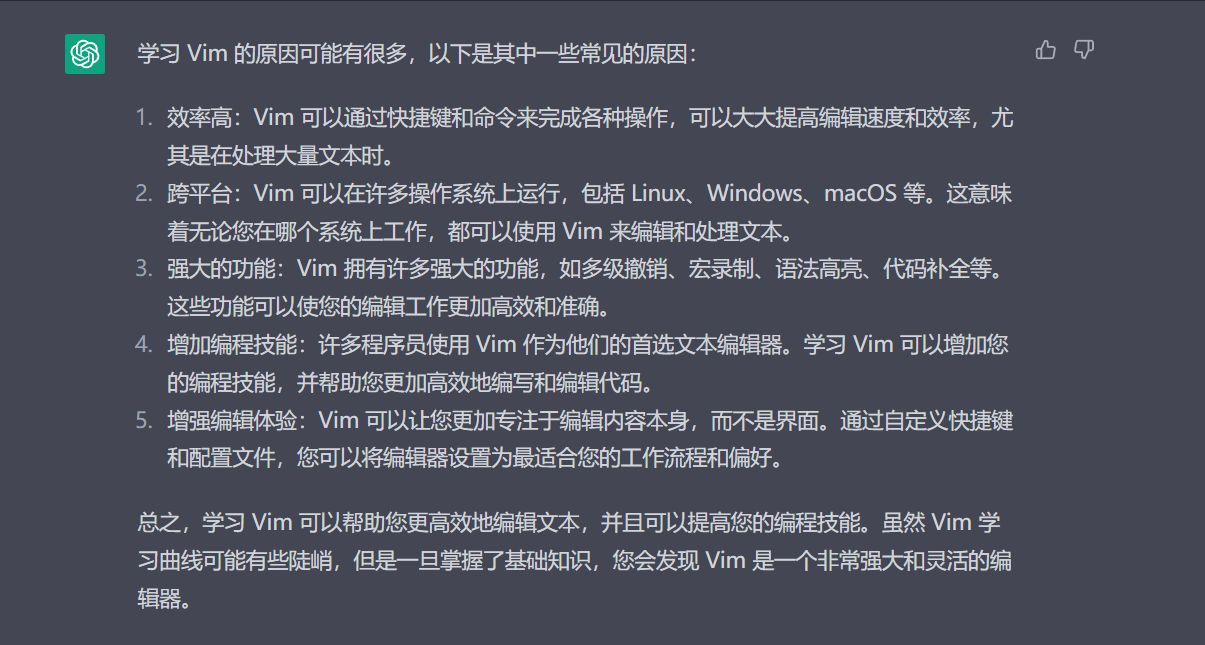 学习 Vim 的原因可能有很多，以下是其中一些常见的原因：
1. 效率高：Vim 可以通过快捷键和命令来完成各种操作，可以大大提高编辑速度和效率，尤
其是在处理大量文本时。
2. 跨平台：Vim 可以在许多操作系统上运行，包括 Linux、Windows、macOS 等。这意味
着无论您在哪个系统上工作，都可以使用 Vim 来编辑和处理文本。
3. 强大的功能：Vim 拥有许多强大的功能，如多级撤销、宏录制、语法高亮、代码补全等。
这些功能可以使您的编辑工作更加高效和准确。
4. 增加编程技能：许多程序员使用 Vim 作为他们的首选文本编辑器。学习 Vim 可以增加您
的编程技能，并帮助您更加高效地编写和编辑代码。
5. 增强编辑体验：Vim 可以让您更加专注于编辑内容本身，而不是界面。通过自定义快捷键
和配置文件，您可以将编辑器设置为最适合您的工作流程和偏好。
总之，学习 Vim 可以帮助您更高效地编辑文本，并且可以提高您的编程技能。虽然 Vim 学
习曲线可能有些陡峭，但是一旦掌握了基础知识，您会发现 Vim 是一个非常强大和灵活的编
辑器。